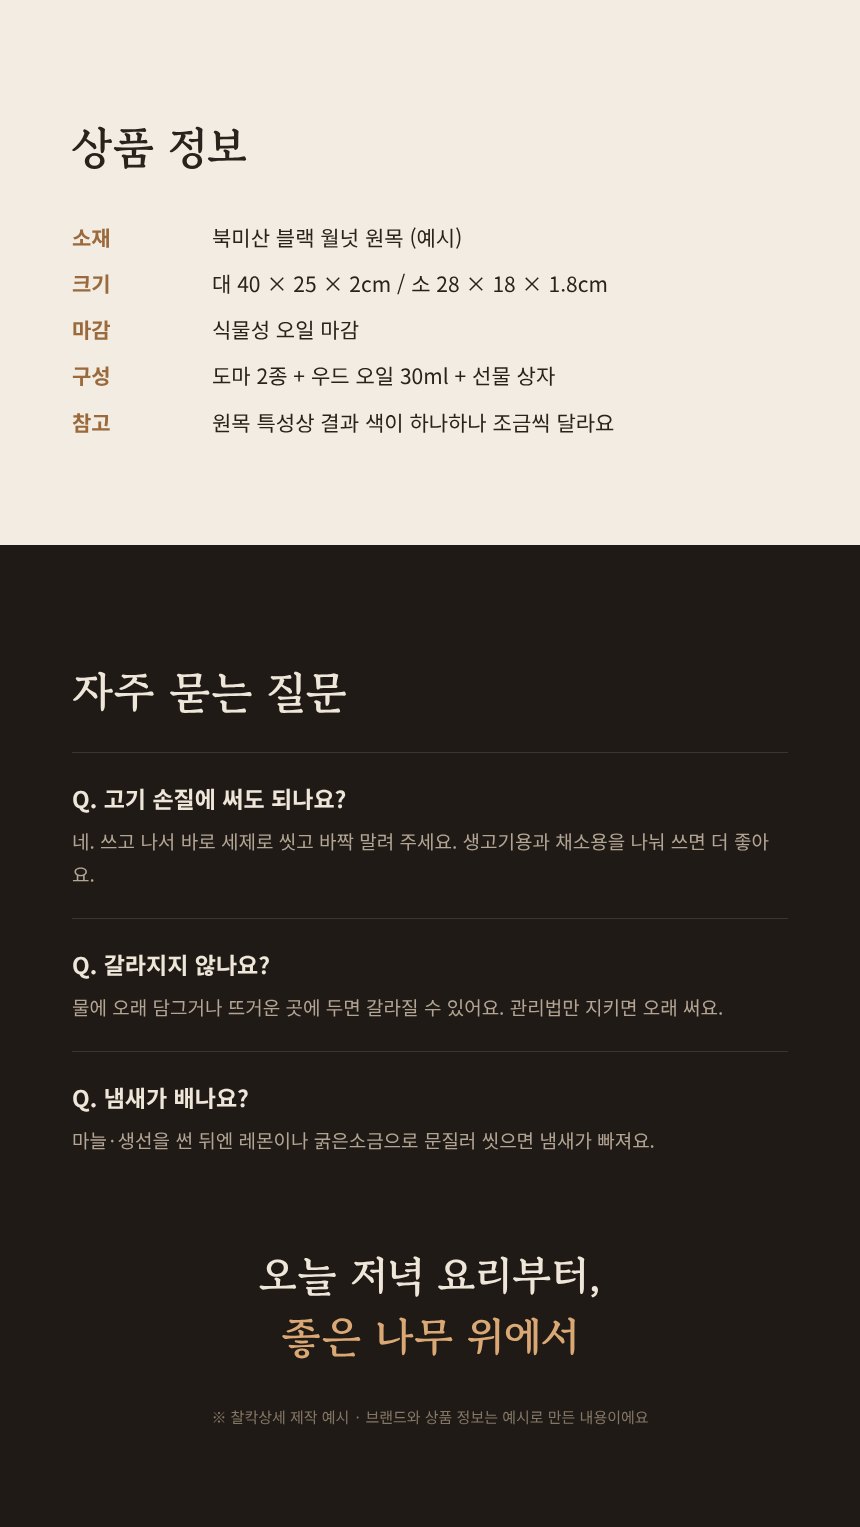 상품 정보
소재 북미산 블랙 월넛 원목 (예시)
크기 대 40 × 25 × 2cm / 소 28 × 18 × 1.8cm
마감 식물성 오일 마감
구성 도마 2종 + 우드 오일 30ml + 선물 상자
참고 원목 특성상 결과 색이 하나하나 조금씩 달라요
자주 묻는 질문
Q. 고기 손질에 써도 되나요?
네. 쓰고 나서 바로 세제로 씻고 바짝 말려 주세요. 생고기용과 채소용을 나눠 쓰면 더 좋아
요.
Q. 갈라지지 않나요?
물에 오래 담그거나 뜨거운 곳에 두면 갈라질 수 있어요. 관리법만 지키면 오래 써요.
Q. 냄새가 배나요?
마늘·생선을 썬 뒤엔 레몬이나 굵은소금으로 문질러 씻으면 냄새가 빠져요.
오늘 저녁 요리부터,
좋은 나무 위에서
※ 찰칵상세 제작 예시 · 브랜드와 상품 정보는 예시로 만든 내용이에요